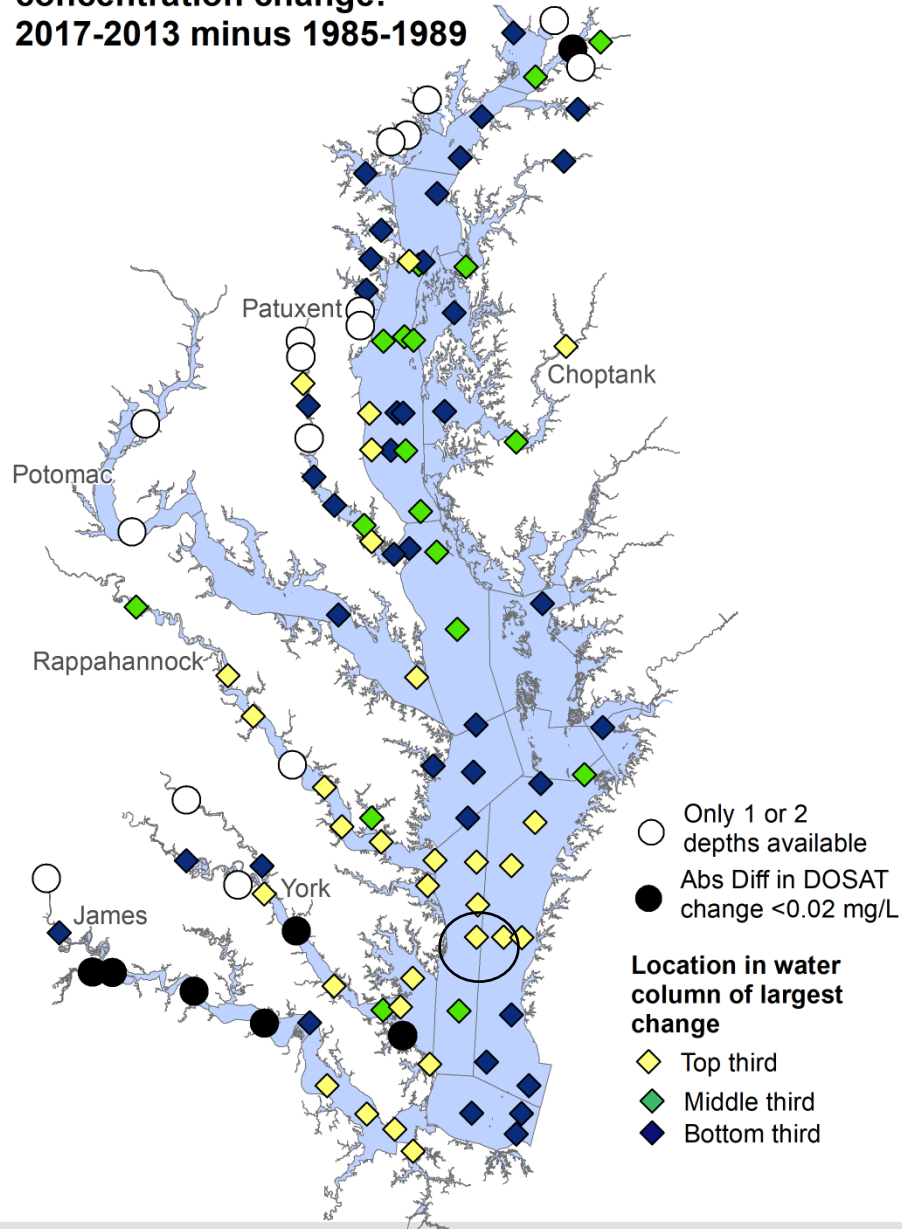 concentration change:
2017-2013 minus 1985-1989
Patuxent
Choptank
Potomac
Rappahannock
York
James
Only 1 or 2
depths available
Abs Diff in DOSAT
change <0.02 mg/L
Location in water
column of largest
change
Top third
Middle third
Bottom third